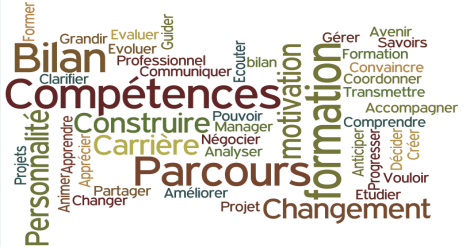 Former
Grandir
Evaluer
Guider
Gérer
Avenir
Savoirs
Bilan
Evoluer
Professionnel
Ecouter
bilan
motivation
formation
Formation
Convaincre
Clarifier
Communiquer
Coordonner
Compétences
Transmettre
Accompagner
Personnalité
Construire
Pouvoir
Manager
Comprendre
Projets
Animer
Apprendre
Apprécier
Carrière
Négocier
Analyser
Anticiper
Progresser
Décider
Créer
Parcours
Vouloir
Partager
Améliorer
Etudier
Changer
Projet
Changement